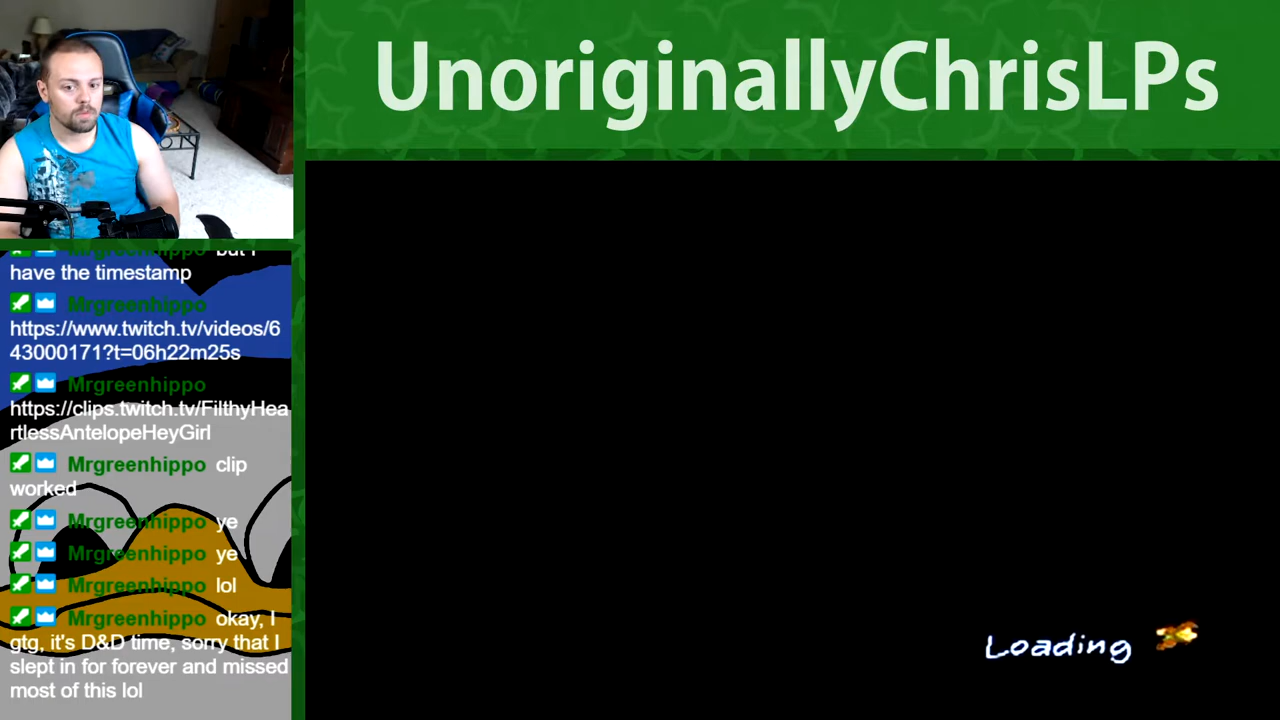 UnoriginallyChrisLPs
Mrgreenhippo but I
have the timestamp
Mrgreenhippo
https://www.twitch.tv/videos/6
43000171?t=06h22m25s
Mrgreenhippo
https://clips.twitch.tv/FilthyHea
rtlessAntelopeHeyGirl
Mrgreenhippo clip
worked
Mrgreenhippo ye
Mrgreenhippo ye
Mrgreenhippo lol
Mrgreenhippo okay, I
gtg, it's D&D time, sorry that I
slept in for forever and missed
most of this lol
Loading